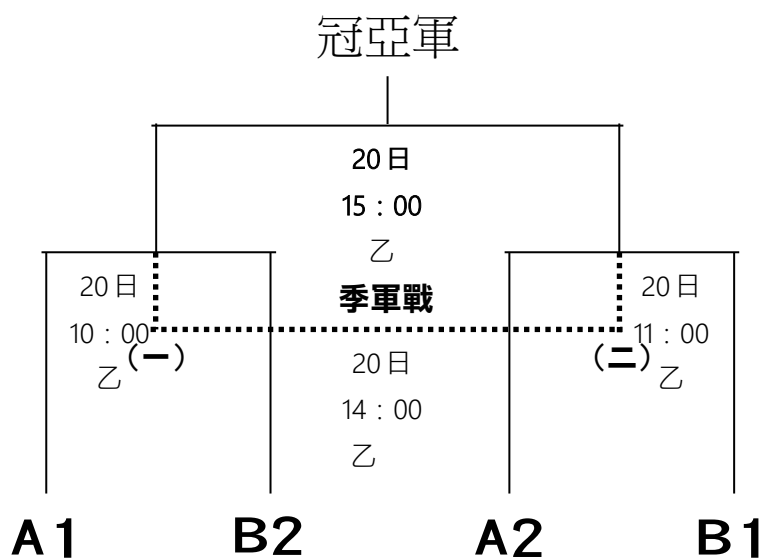 冠亞軍
20日
15：00
乙
20日
10：00
（一）
乙
季軍戰
20日
11：00
（二）
乙
20日
14：00
乙
A1
B2
A2
B1